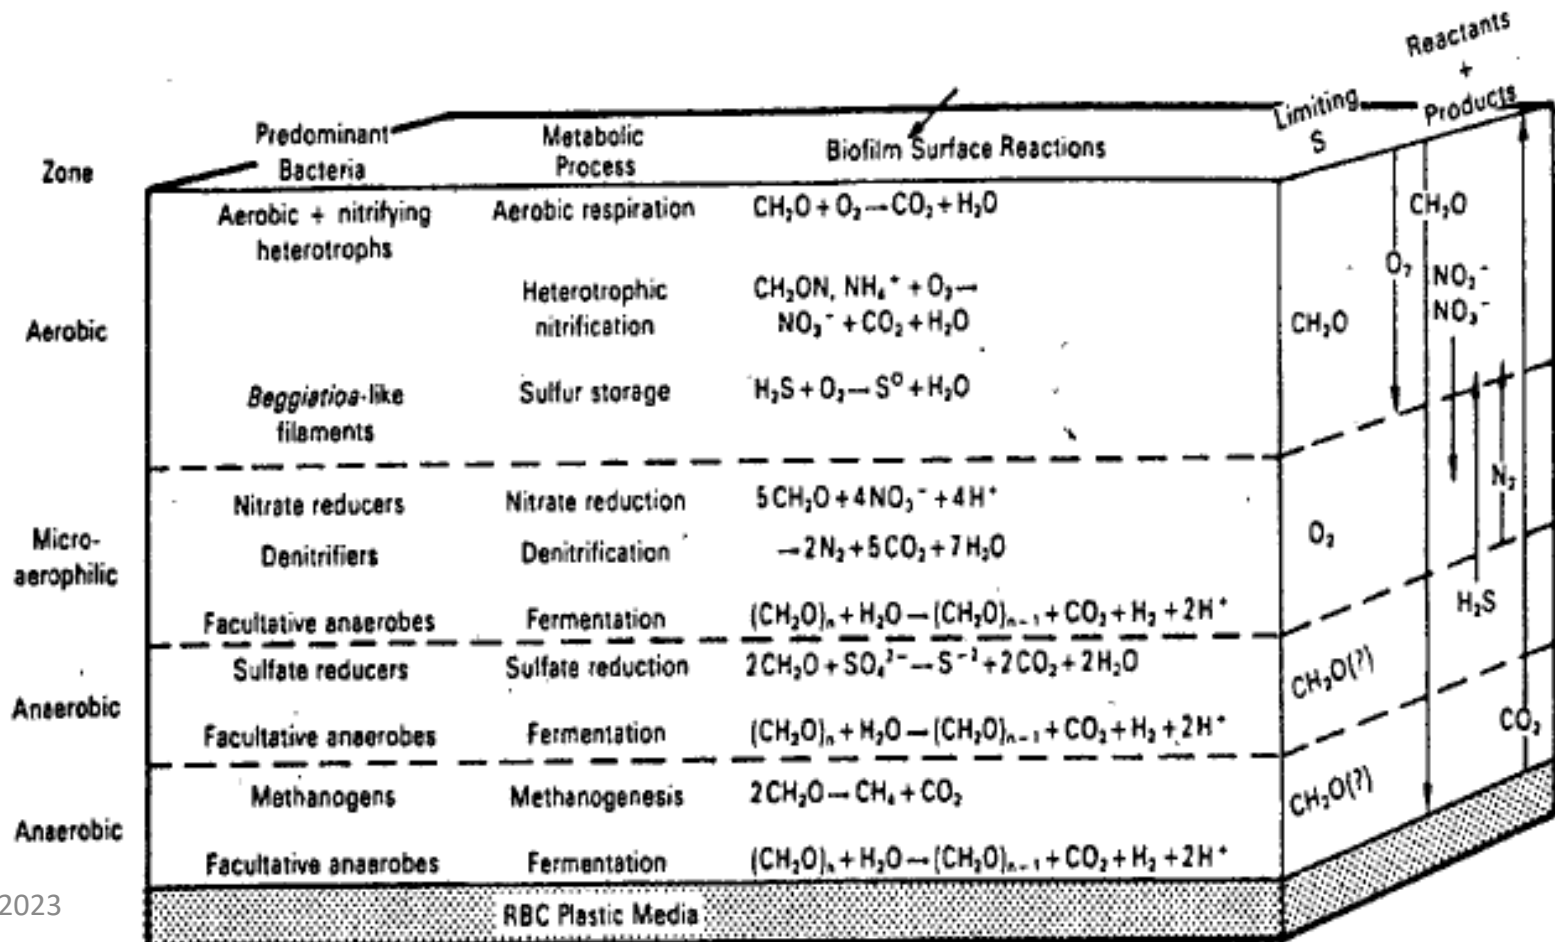 Reactants
+
Products
Limiting
S
Zone
Predominant
Bacteria
Metabolic
Process
Biofilm Surface Reactions
Aerobic
Aerobic + nitrifying
heterotrophs
Aerobic respiration
CH₂O + O₂→CO₂ + H₂O
Heterotrophic
nitrification
CH₂ON, NH₄⁺ + O₂→
NO₃⁻ + CO₂ + H₂O
Beggiatioa-like
filaments
Sulfur storage
H₂S + O₂→S⁰ + H₂O
CH₂O
O₂
CH₂O
NO₂⁻
NO₃⁻
Micro-
aerophilic
Nitrate reducers
Nitrate reduction
5CH₂O + 4NO₃⁻ + 4H⁺
Denitrifiers
Denitrification
→2N₂ + 5CO₂ + 7H₂O
Facultative anaerobes
Fermentation
(CH₂O)ₙ + H₂O→(CH₂O)ₙ₋₁ + CO₂ + H₂ + 2H⁺
O₂
N₂
H₂S
Anaerobic
Sulfate reducers
Sulfate reduction
2CH₂O + SO₄²⁻→S⁻² + 2CO₂ + 2H₂O
Facultative anaerobes
Fermentation
(CH₂O)ₙ + H₂O→(CH₂O)ₙ₋₁ + CO₂ + H₂ + 2H⁺
CH₂O(?)
CO₂
Anaerobic
Methanogens
Methanogenesis
2CH₂O→CH₄ + CO₂
Facultative anaerobes
Fermentation
(CH₂O)ₙ + H₂O→(CH₂O)ₙ₋₁ + CO₂ + H₂ + 2H⁺
CH₂O(?)
RBC Plastic Media
2023